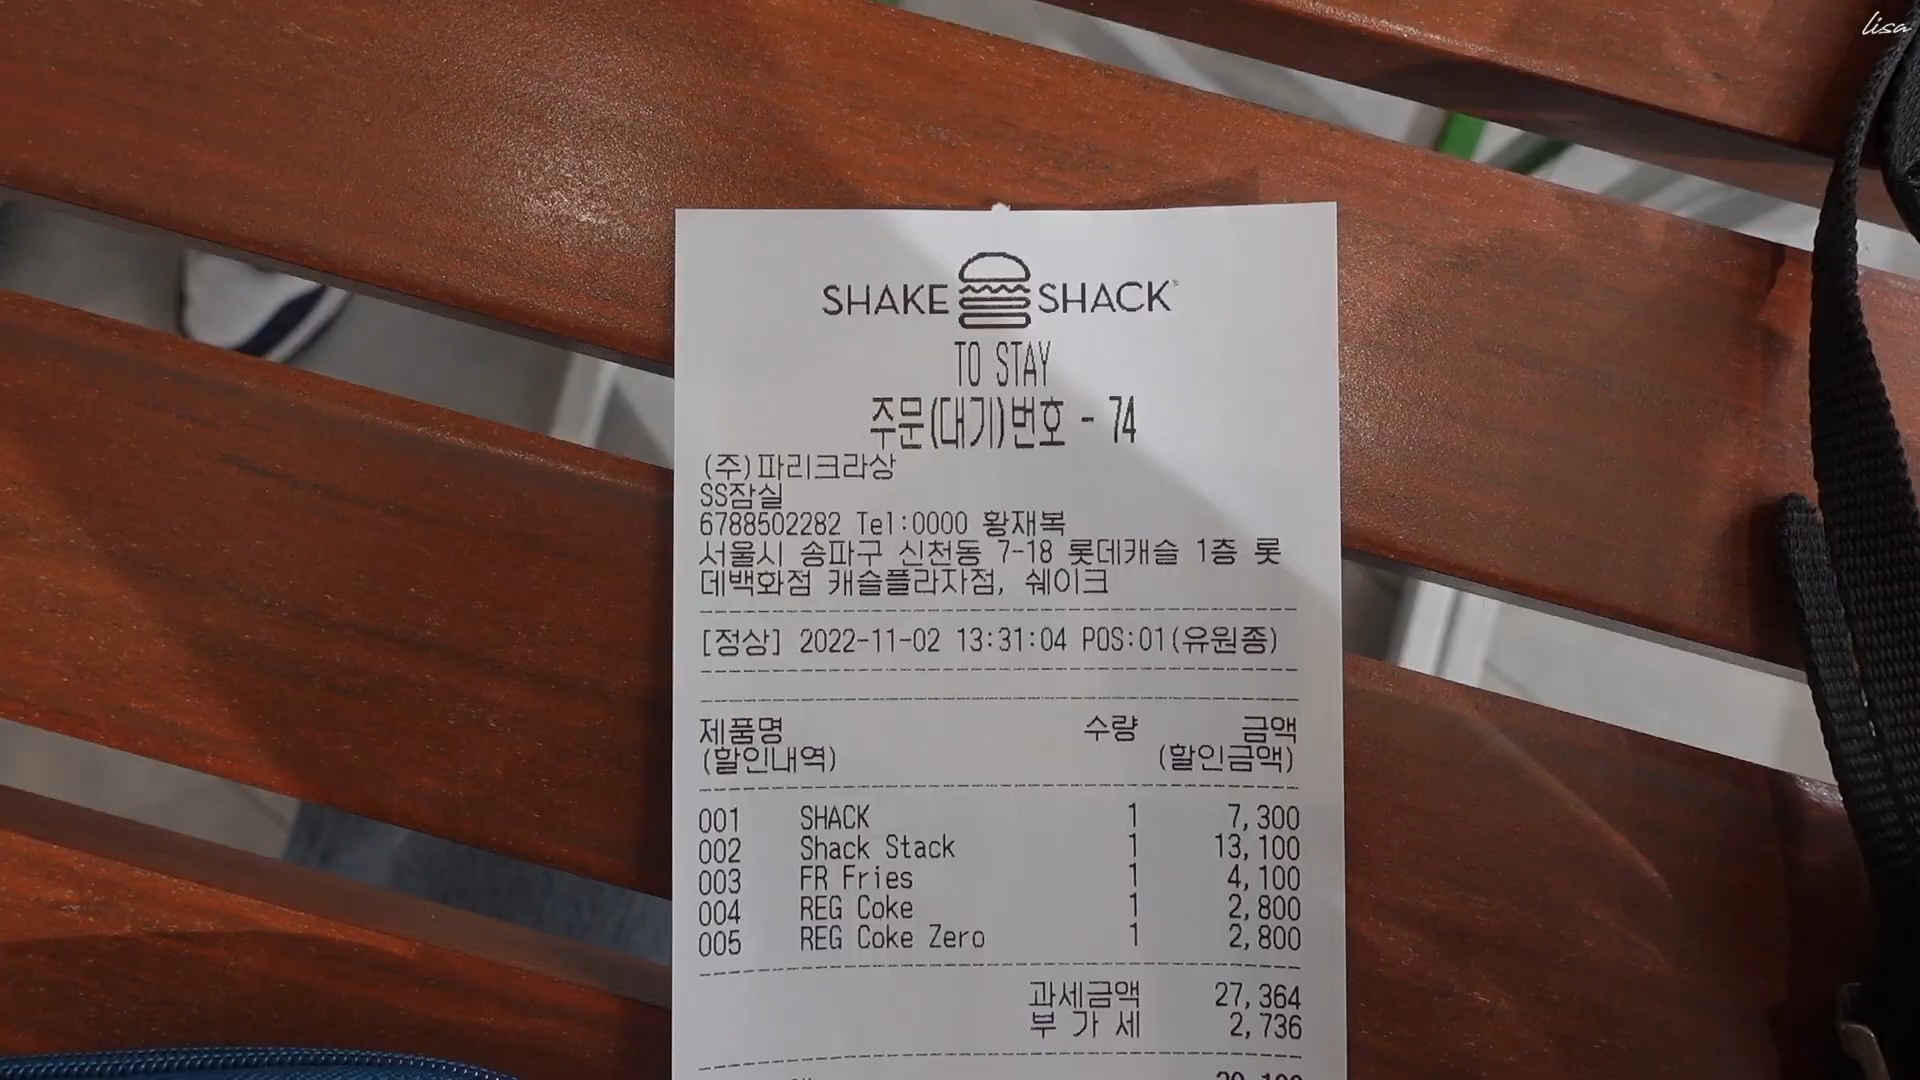 lisa
SHAKE SHACK
TO STAY
주문(대기)번호 - 74
(주)파리크라상
SS잠실
6788502282 Tel:0000 황재복
서울시 송파구 신천동 7-18 롯데캐슬 1층 롯
데백화점 캐슬플라자점, 쉐이크
[정상] 2022-11-02 13:31:04 POS:01(유원종)
제품명 수량 금액
(할인내역) (할인금액)
001 SHACK 1 7,300
002 Shack Stack 1 13,100
003 FR Fries 1 4,100
004 REG Coke 1 2,800
005 REG Coke Zero 1 2,800
과세금액 27,364
부 가 세 2,736